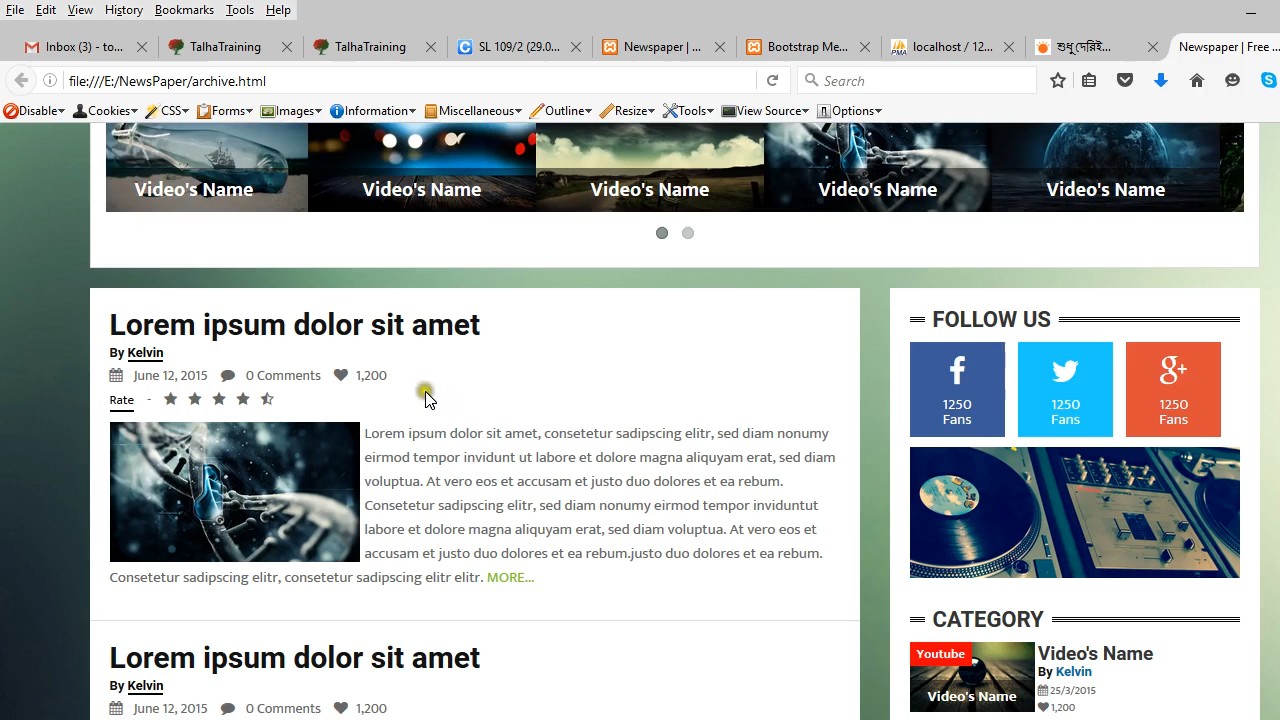 File Edit View History Bookmarks Tools Help
Inbox (3) - to... TalhaTraining TalhaTraining SL 109/2 (29.0... Newspaper | ... Bootstrap Me... localhost / 12... শুধু দেরিই... Newspaper | Free ...
file:///E:/NewsPaper/archive.html Search
Disable Cookies CSS Forms Images Information Miscellaneous Outline Resize Tools View Source Options
Video's Name Video's Name Video's Name Video's Name Video's Name
Lorem ipsum dolor sit amet
By Kelvin
June 12, 2015 0 Comments 1,200
Rate -
Lorem ipsum dolor sit amet, consetetur sadipscing elitr, sed diam nonumy
eirmod tempor invidunt ut labore et dolore magna aliquyam erat, sed diam
voluptua. At vero eos et accusam et justo duo dolores et ea rebum.
Consetetur sadipscing elitr, sed diam nonumy eirmod tempor inviduntut
labore et dolore magna aliquyam erat, sed diam voluptua. At vero eos et
accusam et justo duo dolores et ea rebum.justo duo dolores et ea rebum.
Consetetur sadipscing elitr, consetetur sadipscing elitr elitr. MORE...
Lorem ipsum dolor sit amet
By Kelvin
June 12, 2015 0 Comments 1,200
FOLLOW US
1250 1250 1250
Fans Fans Fans
CATEGORY
Youtube
Video's Name
Video's Name
By Kelvin
25/3/2015
1,200